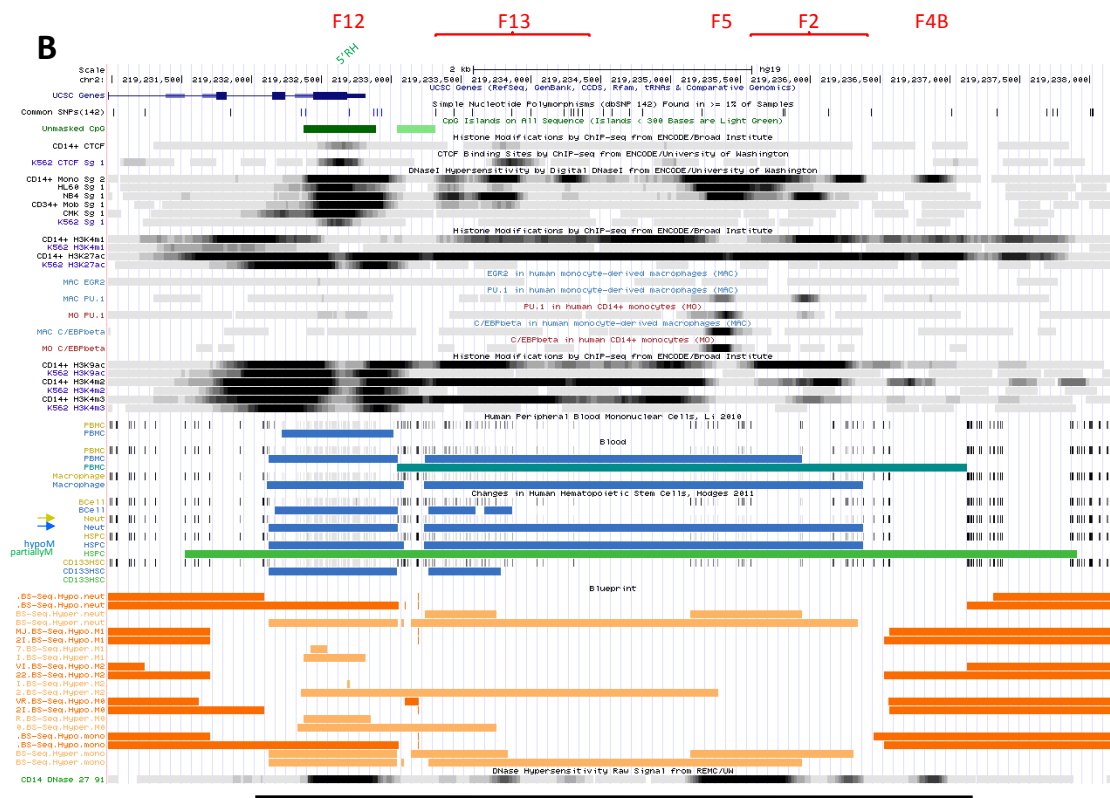 F12 F13 F5 F2 F4B
B
5'RH
Scale 2 kb hg19
chr2: 219,231,500 219,232,000 219,232,500 219,233,000 219,233,500 219,234,000 219,234,500 219,235,000 219,235,500 219,236,000 219,236,500 219,237,000 219,237,500 219,238,000
UCSC Genes (RefSeq, GenBank, CCDS, Rfam, tRNAs & Comparative Genomics)
UCSC Genes
Simple Nucleotide Polymorphisms (dbSNP 142) Found in >= 1% of Samples
Common SNPs(142)
CpG Islands on All Sequence (Islands < 300 Bases are Light Green)
Unmasked CpG
Histone Modifications by ChIP-seq from ENCODE/Broad Institute
CD14+ CTCF
CTCF Binding Sites by ChIP-seq from ENCODE/University of Washington
K562 CTCF Sg 1
DNaseI Hypersensitivity by Digital DNaseI from ENCODE/University of Washington
CD14+ Mono Sg 2
HL60 Sg 1
NB4 Sg 1
CD34+ Mob Sg 1
CMK Sg 1
K562 Sg 1
Histone Modifications by ChIP-seq from ENCODE/Broad Institute
CD14+ H3K4m1
K562 H3K4m1
CD14+ H3K27ac
K562 H3K27ac
EGR2 in human monocyte-derived macrophages (MAC)
MAC EGR2
PU.1 in human monocyte-derived macrophages (MAC)
MAC PU.1
PU.1 in human CD14+ monocytes (MO)
MO PU.1
C/EBPbeta in human monocyte-derived macrophages (MAC)
MAC C/EBPbeta
C/EBPbeta in human CD14+ monocytes (MO)
MO C/EBPbeta
Histone Modifications by ChIP-seq from ENCODE/Broad Institute
CD14+ H3K9ac
K562 H3K9ac
CD14+ H3K4m2
K562 H3K4m2
CD14+ H3K4m3
K562 H3K4m3
Human Peripheral Blood Mononuclear Cells, Li 2010
PBMC
PBMC
Blood
PBMC
PBMC
PBMC
Macrophage
Macrophage
Changes in Human Hematopoietic Stem Cells, Hodges 2011
BCell
BCell
Neut
Neut
HSPC
hypoM HSPC
partiallyM HSPC
CD133HSC
CD133HSC
CD133HSC
Blueprint
.BS-Seq.Hypo.neut
.BS-Seq.Hypo.neut
BS-Seq.Hyper.neut
BS-Seq.Hyper.neut
MJ.BS-Seq.Hypo.M1
2I.BS-Seq.Hypo.M1
7.BS-Seq.Hyper.M1
I.BS-Seq.Hyper.M1
VI.BS-Seq.Hypo.M2
22.BS-Seq.Hypo.M2
I.BS-Seq.Hyper.M2
2.BS-Seq.Hyper.M2
VR.BS-Seq.Hypo.M0
2I.BS-Seq.Hypo.M0
R.BS-Seq.Hyper.M0
0.BS-Seq.Hyper.M0
.BS-Seq.Hypo.mono
.BS-Seq.Hypo.mono
BS-Seq.Hyper.mono
BS-Seq.Hyper.mono
DNase Hypersensitivity Raw Signal from REMC/UW
CD14 DNase 27 91